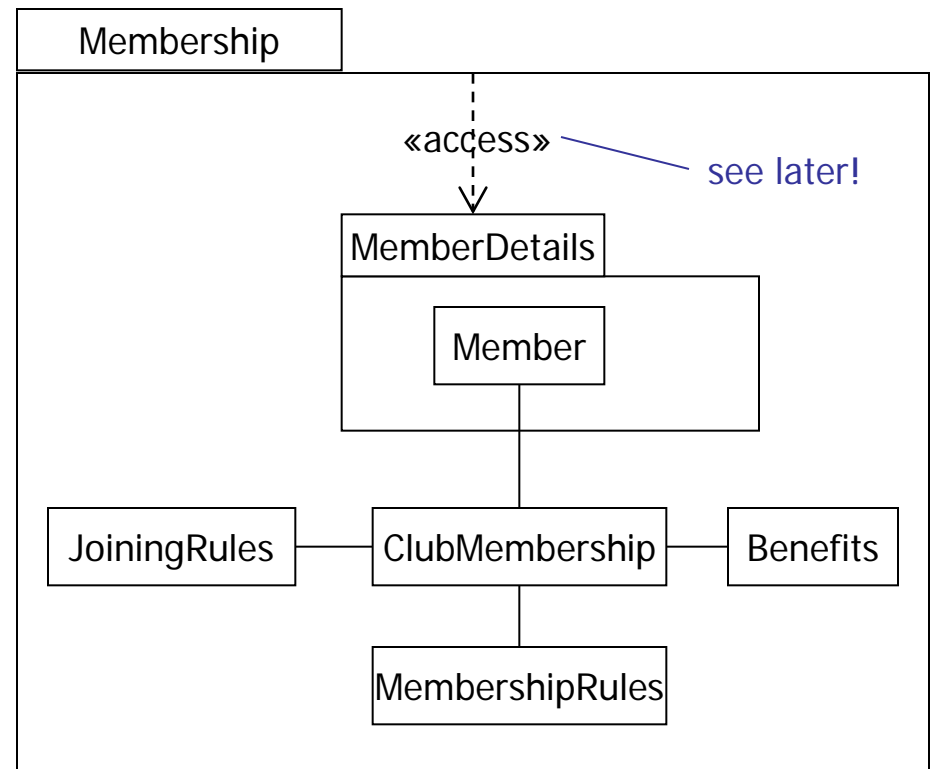 Membership
«access»
see later!
MemberDetails
Member
JoiningRules
ClubMembership
Benefits
MembershipRules